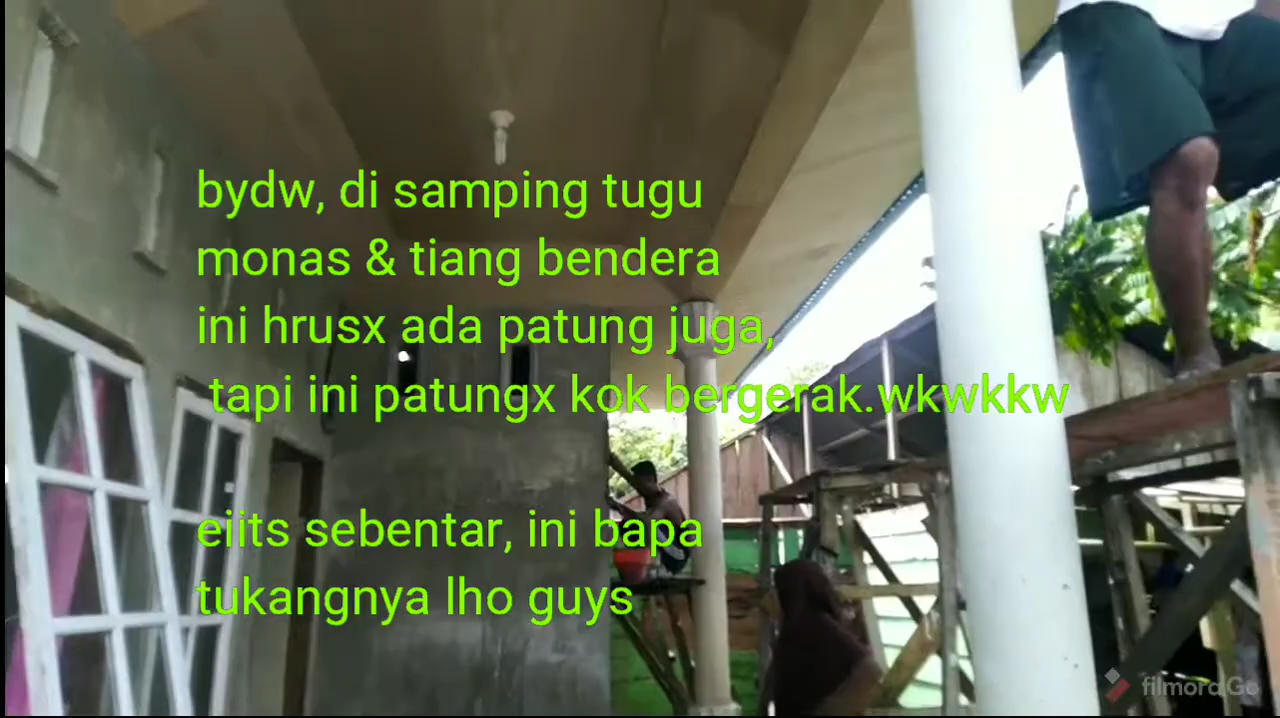 bydw, di samping tugu
monas & tiang bendera
ini hrusx ada patung juga,
tapi ini patungx kok bergerak.wkwkkw
eiits sebentar, ini bapa
tukangnya lho guys
filmoraGo